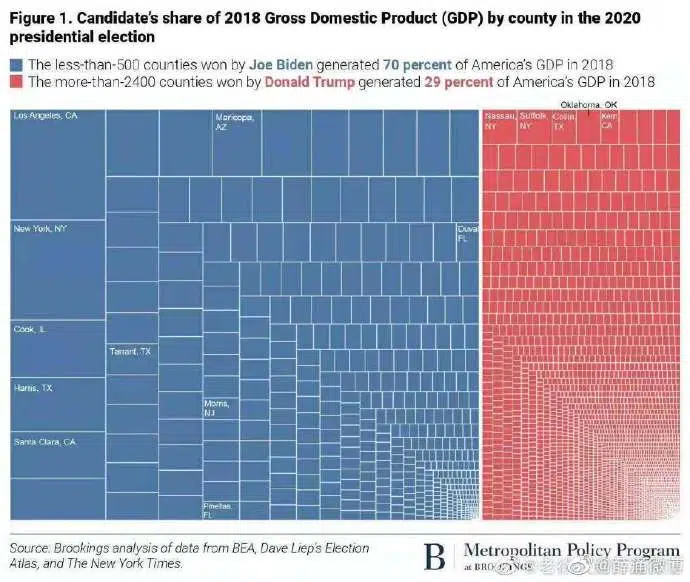 Figure 1. Candidate's share of 2018 Gross Domestic Product (GDP) by county in the 2020
presidential election
The less-than-500 counties won by Joe Biden generated 70 percent of America's GDP in 2018
The more-than-2400 counties won by Donald Trump generated 29 percent of America's GDP in 2018
Oklahoma, OK
Los Angeles, CA
Maricopa,
AZ
Nassau,
NY
Suffolk,
NY
Collin,
TX
Kern,
CA
New York, NY
Duval
FL
Cook, IL
Tarrant, TX
Harris, TX
Morris,
NJ
Santa Clara, CA
Pinellas,
FL
Source: Brookings analysis of data from BEA, Dave Liep's Election
Atlas, and The New York Times.
B
Metropolitan Policy Program
at BROOKINGS